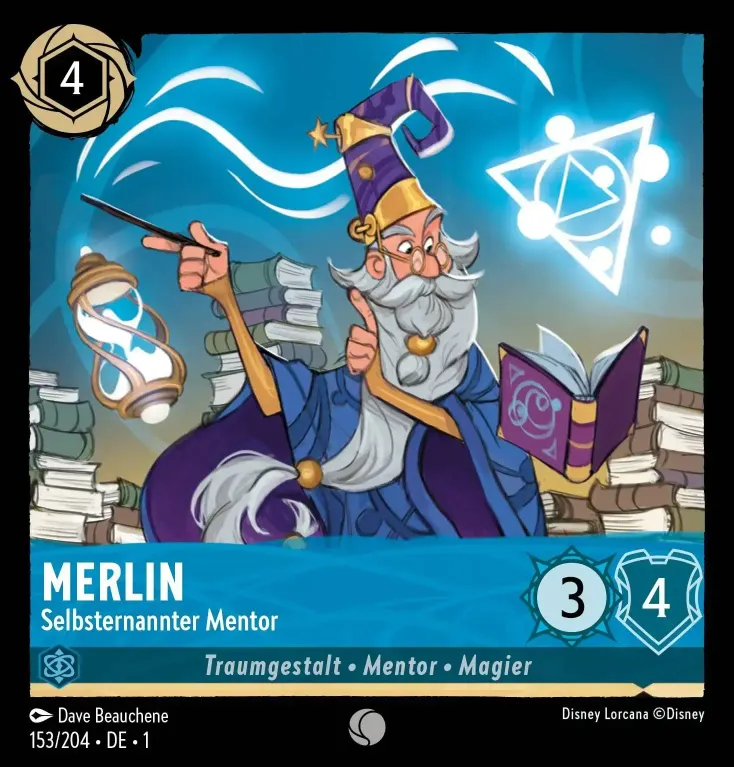 4
MERLIN
Selbsternannter Mentor
3
4
Traumgestalt • Mentor • Magier
Dave Beauchene
Disney Lorcana ©Disney
153/204 • DE • 1